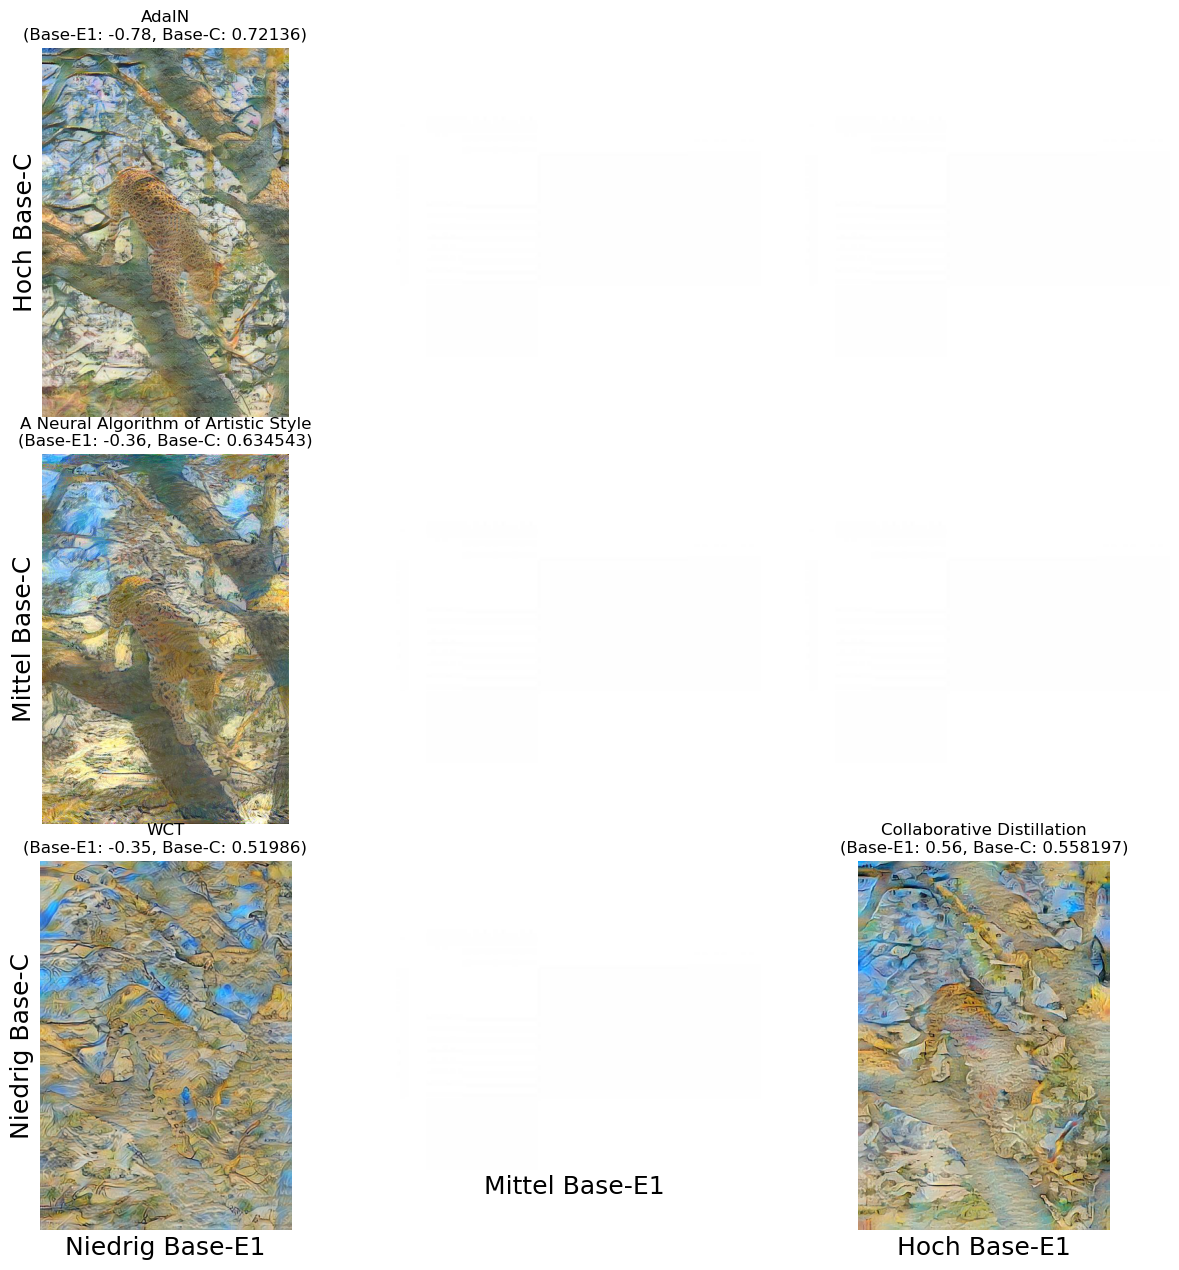 AdaIN
(Base-E1: -0.78, Base-C: 0.72136)
Hoch Base-C
A Neural Algorithm of Artistic Style
(Base-E1: -0.36, Base-C: 0.634543)
Mittel Base-C
WCT
(Base-E1: -0.35, Base-C: 0.51986)
Collaborative Distillation
(Base-E1: 0.56, Base-C: 0.558197)
Niedrig Base-C
Mittel Base-E1
Niedrig Base-E1
Hoch Base-E1